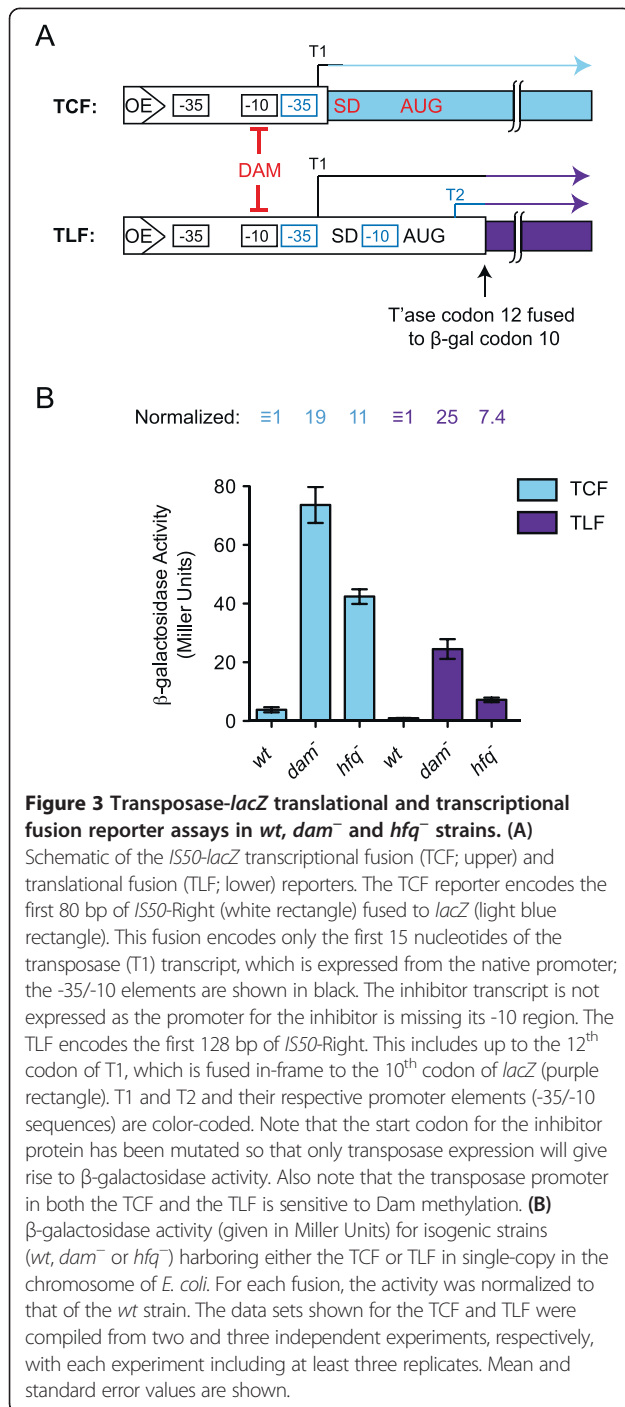 A
T1
TCF: OE -35 -10 -35 SD AUG
DAM
T1
T2
TLF: OE -35 -10 -35 SD -10 AUG
T'ase codon 12 fused
to β-gal codon 10
B
Normalized: ≡1 19 11 ≡1 25 7.4
β-galactosidase Activity
(Miller Units)
80
60
40
20
0
wt dam⁻ hfq⁻ wt dam⁻ hfq⁻
TCF
TLF
Figure 3 Transposase-lacZ translational and transcriptional
fusion reporter assays in wt, dam⁻ and hfq⁻ strains. (A)
Schematic of the IS50-lacZ transcriptional fusion (TCF; upper) and
translational fusion (TLF; lower) reporters. The TCF reporter encodes the
first 80 bp of IS50-Right (white rectangle) fused to lacZ (light blue
rectangle). This fusion encodes only the first 15 nucleotides of the
transposase (T1) transcript, which is expressed from the native promoter;
the -35/-10 elements are shown in black. The inhibitor transcript is not
expressed as the promoter for the inhibitor is missing its -10 region. The
TLF encodes the first 128 bp of IS50-Right. This includes up to the 12th
codon of T1, which is fused in-frame to the 10th codon of lacZ (purple
rectangle). T1 and T2 and their respective promoter elements (-35/-10
sequences) are color-coded. Note that the start codon for the inhibitor
protein has been mutated so that only transposase expression will give
rise to β-galactosidase activity. Also note that the transposase promoter
in both the TCF and the TLF is sensitive to Dam methylation. (B)
β-galactosidase activity (given in Miller Units) for isogenic strains
(wt, dam⁻ or hfq⁻) harboring either the TCF or TLF in single-copy in the
chromosome of E. coli. For each fusion, the activity was normalized to
that of the wt strain. The data sets shown for the TCF and TLF were
compiled from two and three independent experiments, respectively,
with each experiment including at least three replicates. Mean and
standard error values are shown.